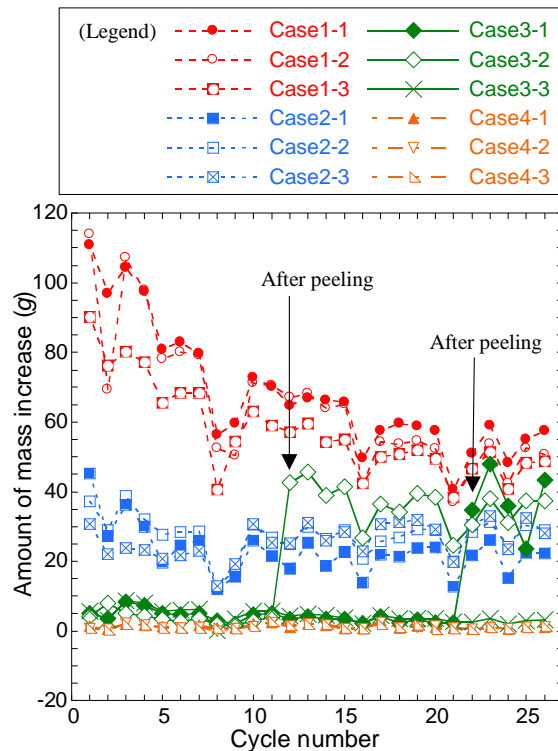 (Legend)
Case1-1
Case1-2
Case1-3
Case2-1
Case2-2
Case2-3
Case3-1
Case3-2
Case3-3
Case4-1
Case4-2
Case4-3
120
100
80
60
40
20
0
-20
After peeling
After peeling
Amount of mass increase (g)
0 5 10 15 20 25
Cycle number